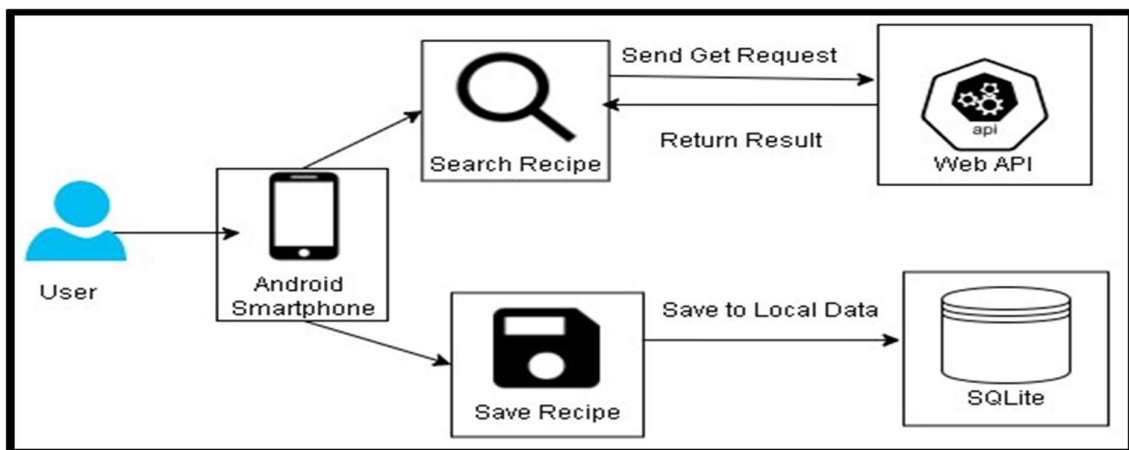 User
Android
Smartphone
Search Recipe
Send Get Request
Return Result
api
Web API
Save Recipe
Save to Local Data
SQLite